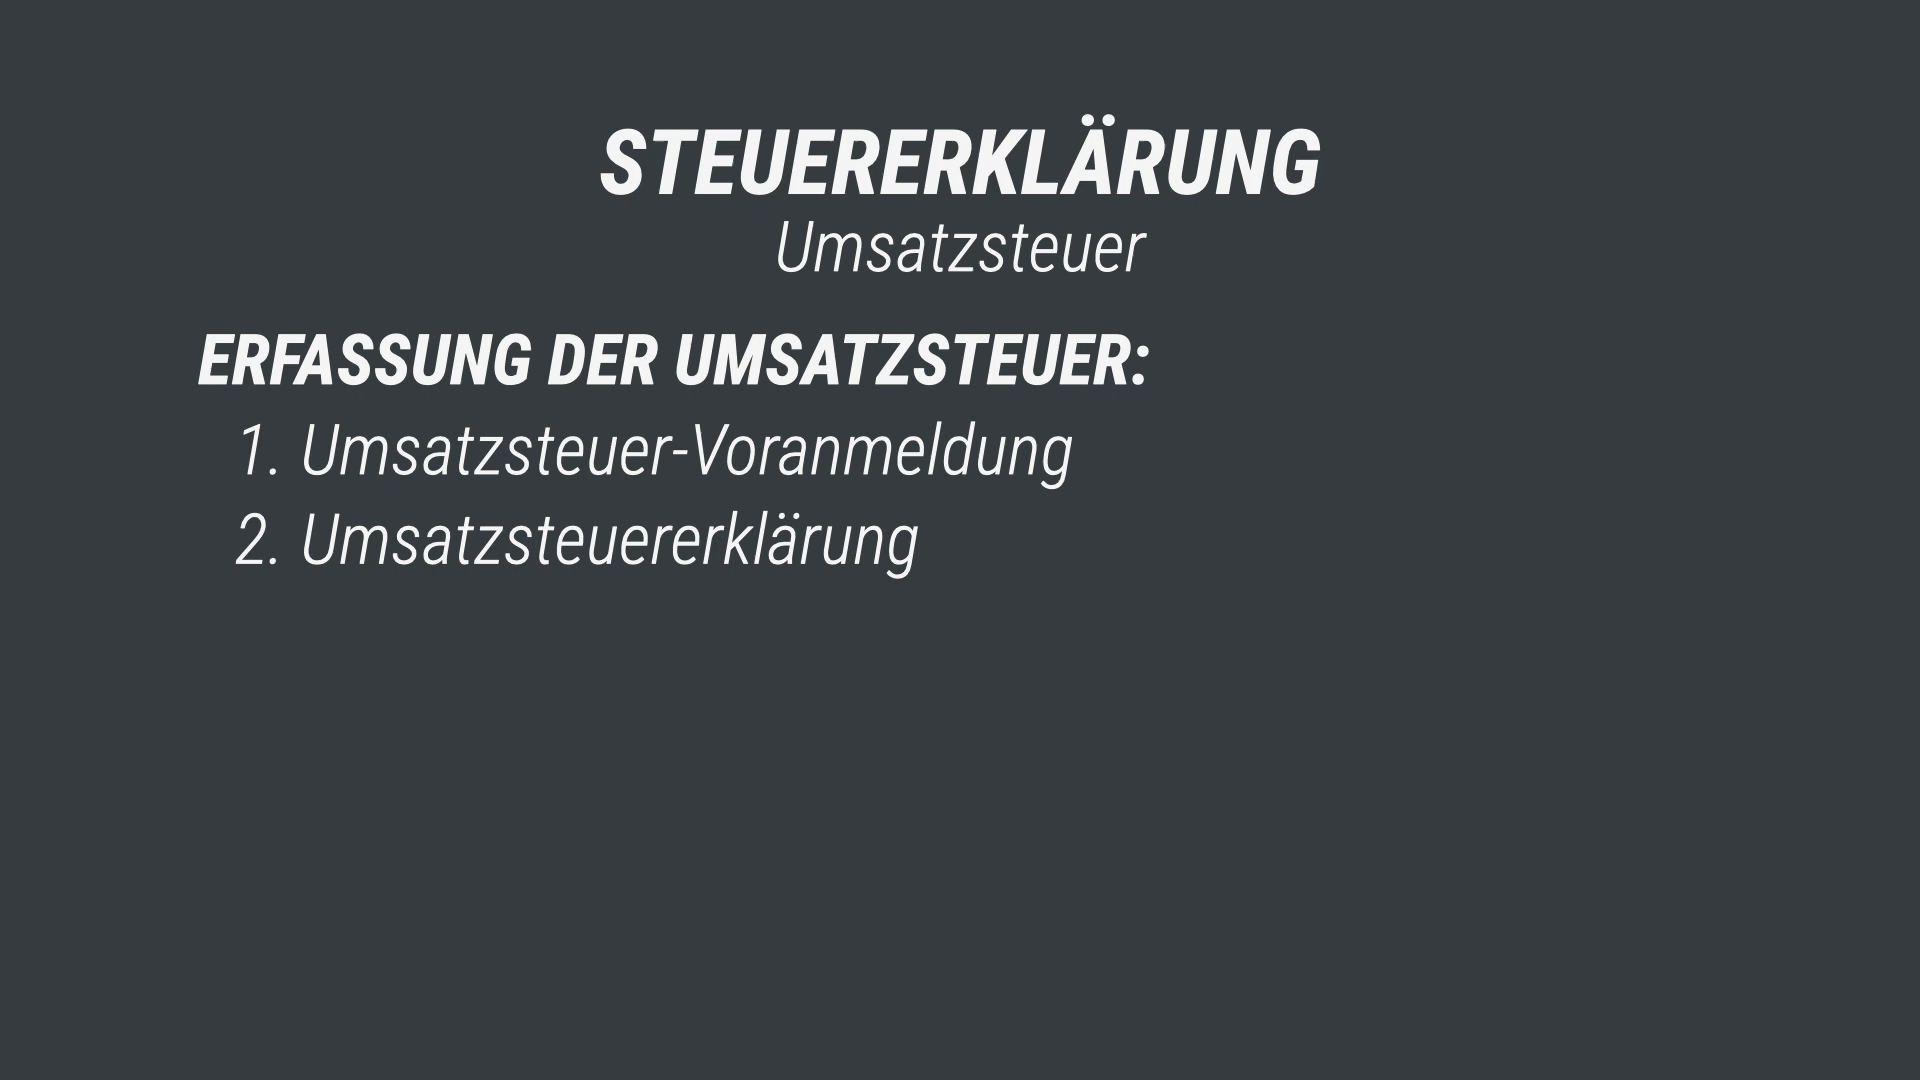 STEUERERKLÄRUNG
Umsatzsteuer
ERFASSUNG DER UMSATZSTEUER:
1. Umsatzsteuer-Voranmeldung
2. Umsatzsteuererklärung